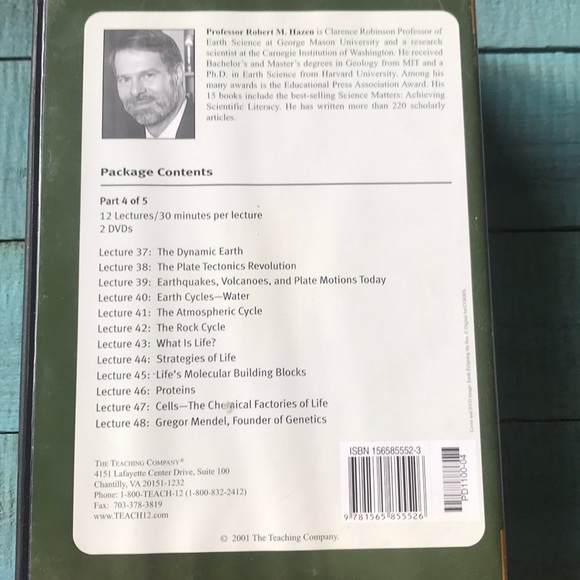 Professor Robert M. Hazen is Clarence Robinson Professor of
Earth Science at George Mason University and a research
scientist at the Carnegie Institution of Washington. He received
Bachelor's and Master's degrees in Geology from MIT and a
Ph.D. in Earth Science from Harvard University. Among his
many awards is the Educational Press Association Award. His
15 books include the best-selling Science Matters: Achieving
Scientific Literacy. He has written more than 220 scholarly
articles.
Package Contents
Part 4 of 5
12 Lectures/30 minutes per lecture
2 DVDs
Lecture 37: The Dynamic Earth
Lecture 38: The Plate Tectonics Revolution
Lecture 39: Earthquakes, Volcanoes, and Plate Motions Today
Lecture 40: Earth Cycles—Water
Lecture 41: The Atmospheric Cycle
Lecture 42: The Rock Cycle
Lecture 43: What Is Life?
Lecture 44: Strategies of Life
Lecture 45: Life's Molecular Building Blocks
Lecture 46: Proteins
Lecture 47: Cells—The Chemical Factories of Life
Lecture 48: Gregor Mendel, Founder of Genetics
THE TEACHING COMPANY®
4151 Lafayette Center Drive, Suite 100
Chantilly, VA 20151-1232
Phone: 1-800-TEACH-12 (1-800-832-2412)
Fax: 703-378-3819
www.TEACH12.com
ISBN 156585552-3
9 781565 855526
PD1100-04
© 2001 The Teaching Company.